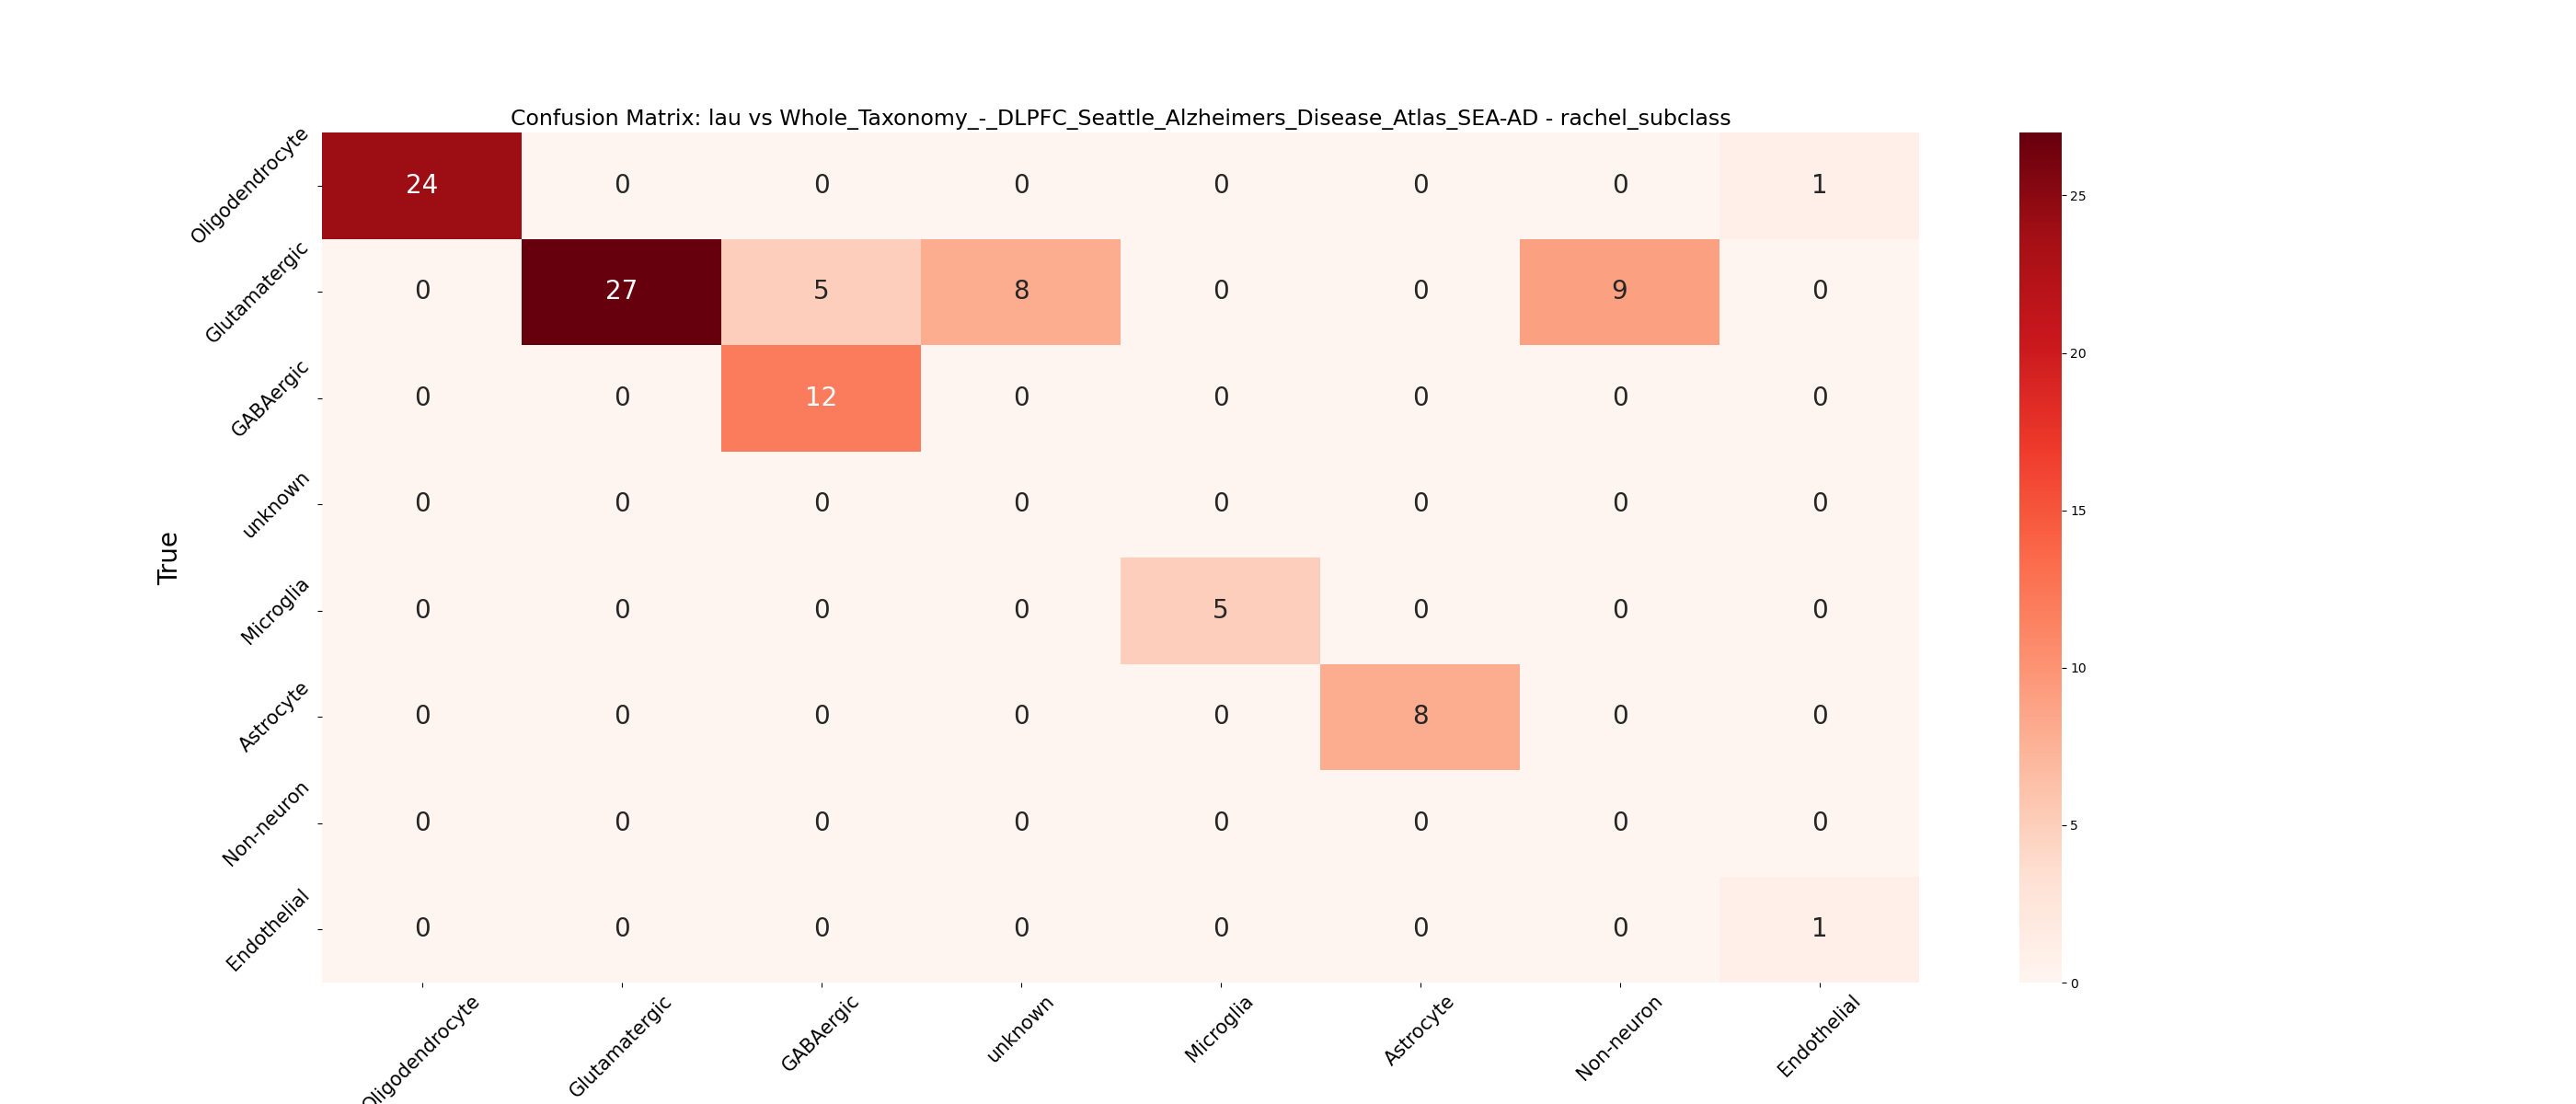 Confusion Matrix: lau vs Whole_Taxonomy_-_DLPFC_Seattle_Alzheimers_Disease_Atlas_SEA-AD - rachel_subclass
True
Oligodendrocyte 24 0 0 0 0 0 0 1
Glutamatergic 0 27 5 8 0 0 9 0
GABAergic 0 0 12 0 0 0 0 0
unknown 0 0 0 0 0 0 0 0
Microglia 0 0 0 0 5 0 0 0
Astrocyte 0 0 0 0 0 8 0 0
Non-neuron 0 0 0 0 0 0 0 0
Endothelial 0 0 0 0 0 0 0 1
Oligodendrocyte Glutamatergic GABAergic unknown Microglia Astrocyte Non-neuron Endothelial
25
20
15
10
5
0